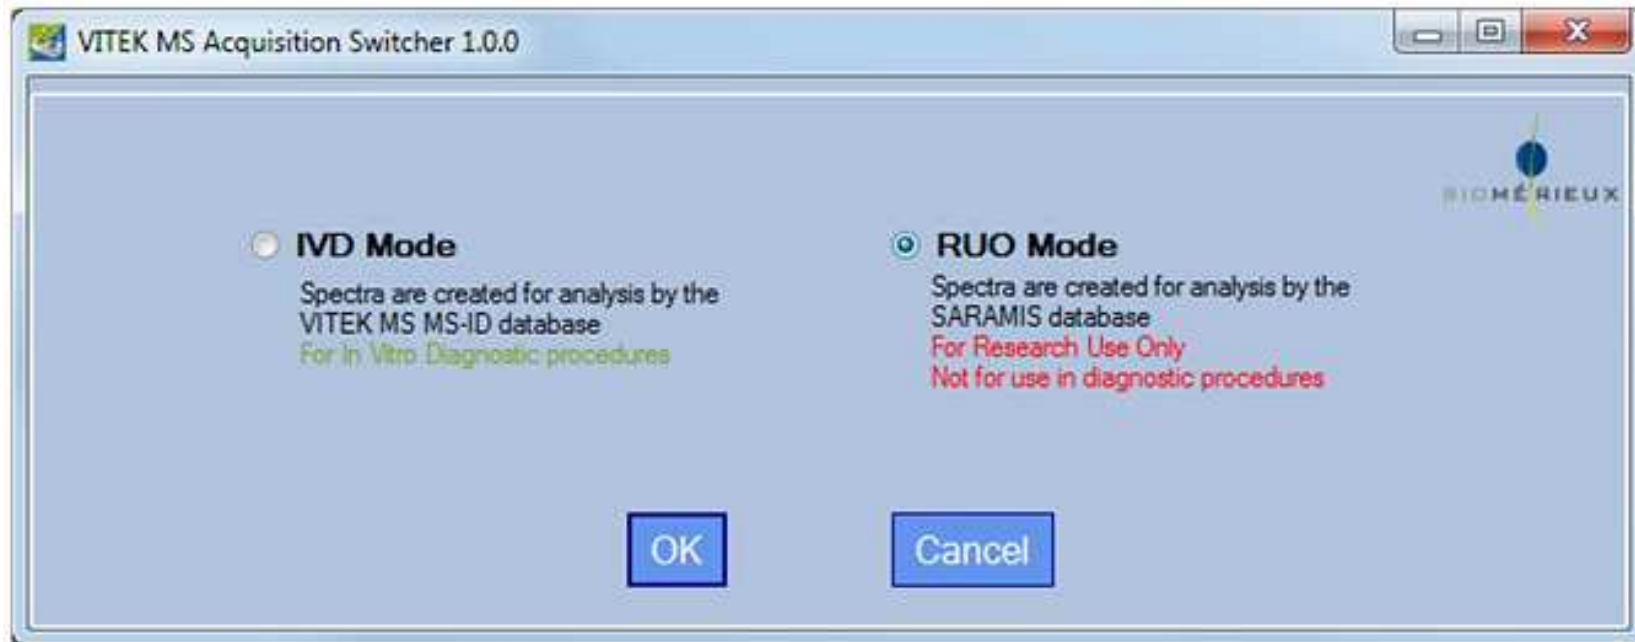 VITEK MS Acquisition Switcher 1.0.0
BIOMÉRIEUX
IVD Mode
Spectra are created for analysis by the
VITEK MS MS-ID database
For In Vitro Diagnostic procedures
RUO Mode
Spectra are created for analysis by the
SARAMIS database
For Research Use Only
Not for use in diagnostic procedures
OK
Cancel